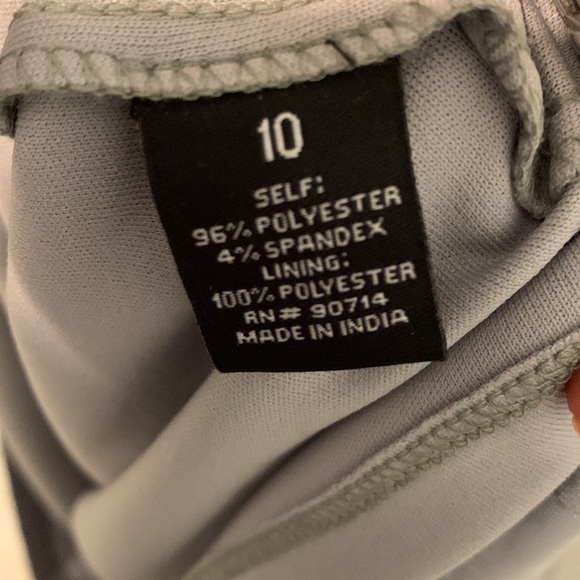 10
SELF:
96% POLYESTER
4% SPANDEX
LINING:
100% POLYESTER
RN# 90714
MADE IN INDIA